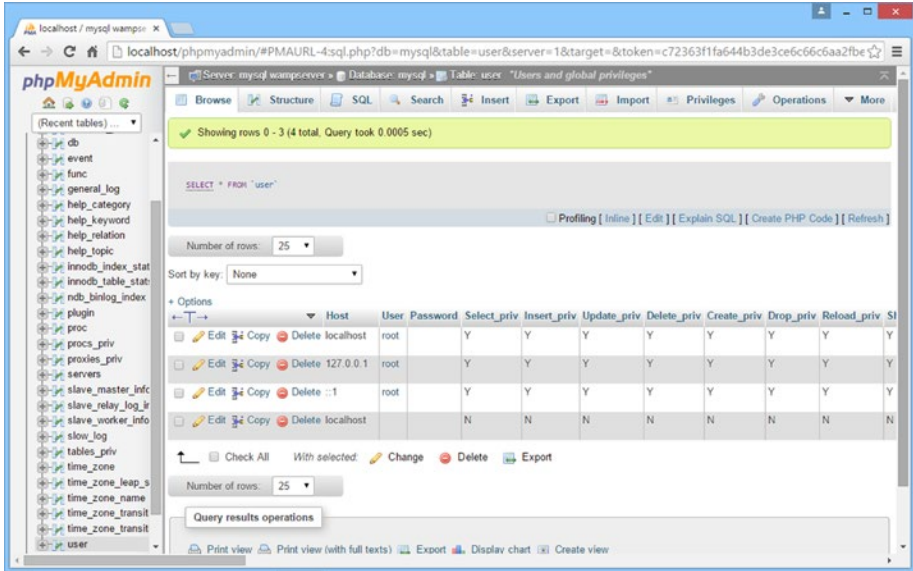 localhost / mysql wampse
localhost/phpmyadmin/#PMAURL-4:sql.php?db=mysql&table=user&server=1&target=&token=c72363f1fa644b3de3ce6c66c6aa2fbe
phpMyAdmin
(Recent tables) ...
db
event
func
general_log
help_category
help_keyword
help_relation
help_topic
innodb_index_stat
innodb_table_stat
ndb_binlog_index
plugin
proc
procs_priv
proxies_priv
servers
slave_master_info
slave_relay_log_ir
slave_worker_info
slow_log
tables_priv
time_zone
time_zone_leap_s
time_zone_name
time_zone_transit
time_zone_transit
user
Server: mysql wampserver » Database: mysql » Table: user "Users and global privileges"
Browse Structure SQL Search Insert Export Import Privileges Operations More
Showing rows 0 - 3 (4 total, Query took 0.0005 sec)
SELECT * FROM `user`
Profiling [ Inline ] [ Edit ] [ Explain SQL ] [ Create PHP Code ] [ Refresh ]
Number of rows: 25
Sort by key: None
+ Options
←T→ Host User Password Select_priv Insert_priv Update_priv Delete_priv Create_priv Drop_priv Reload_priv Sl
Edit Copy Delete localhost root Y Y Y Y Y Y Y Y
Edit Copy Delete 127.0.0.1 root Y Y Y Y Y Y Y Y
Edit Copy Delete ::1 root Y Y Y Y Y Y Y Y
Edit Copy Delete localhost N N N N N N N N
Check All With selected: Change Delete Export
Number of rows: 25
Query results operations
Print view Print view (with full texts) Export Display chart Create view